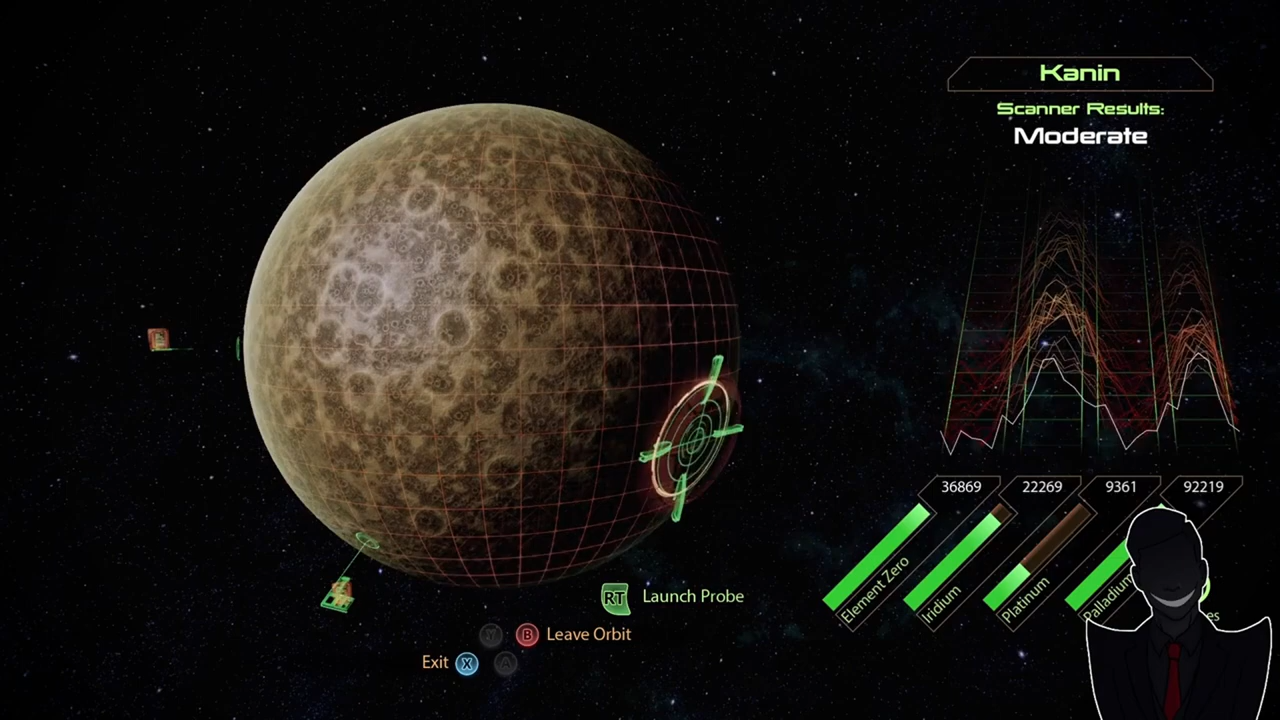 Kanin
Scanner Results:
Moderate
36869
22269
9361
92219
Element Zero
Iridium
Platinum
Palladium
RT Launch Probe
Y
B Leave Orbit
Exit X
A